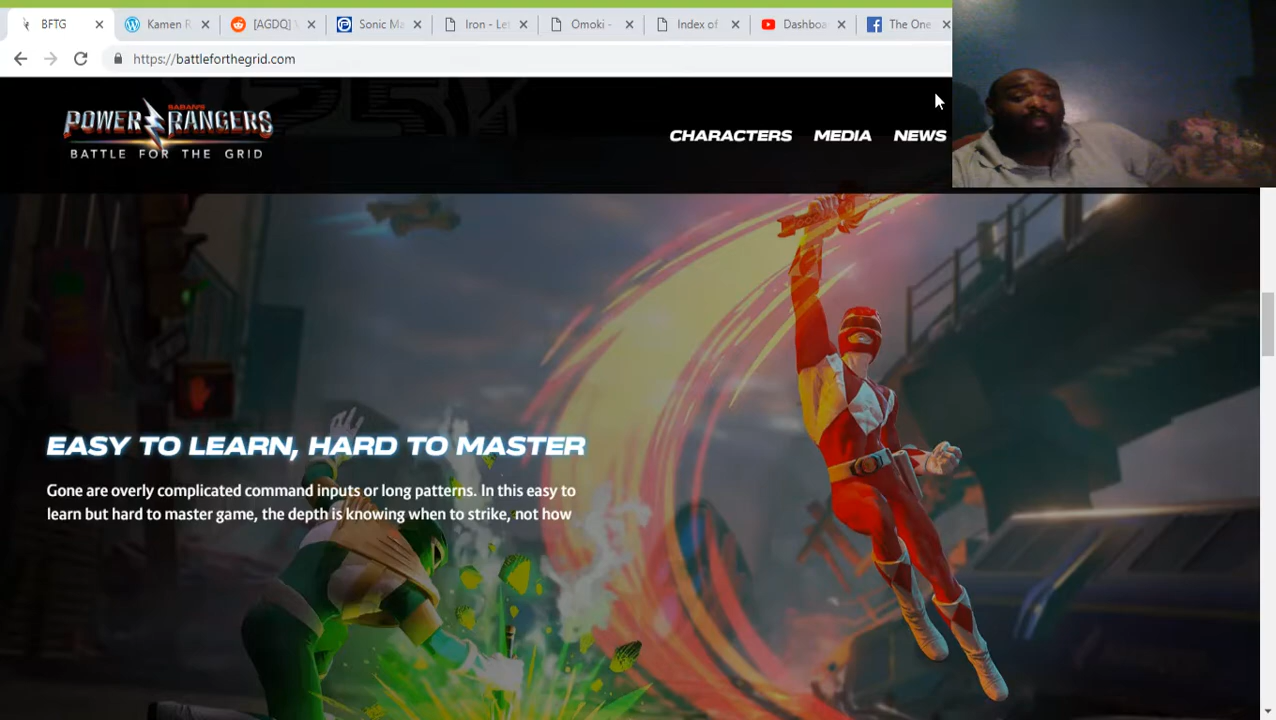 BFTG
Kamen R
[AGDQ]
Sonic Ma
Iron - Le
Omoki -
Index of
Dashboa
The One
https://battleforthegrid.com
SABAN'S
POWER RANGERS
BATTLE FOR THE GRID
CHARACTERS MEDIA NEWS
EASY TO LEARN, HARD TO MASTER
Gone are overly complicated command inputs or long patterns. In this easy to
learn but hard to master game, the depth is knowing when to strike, not how